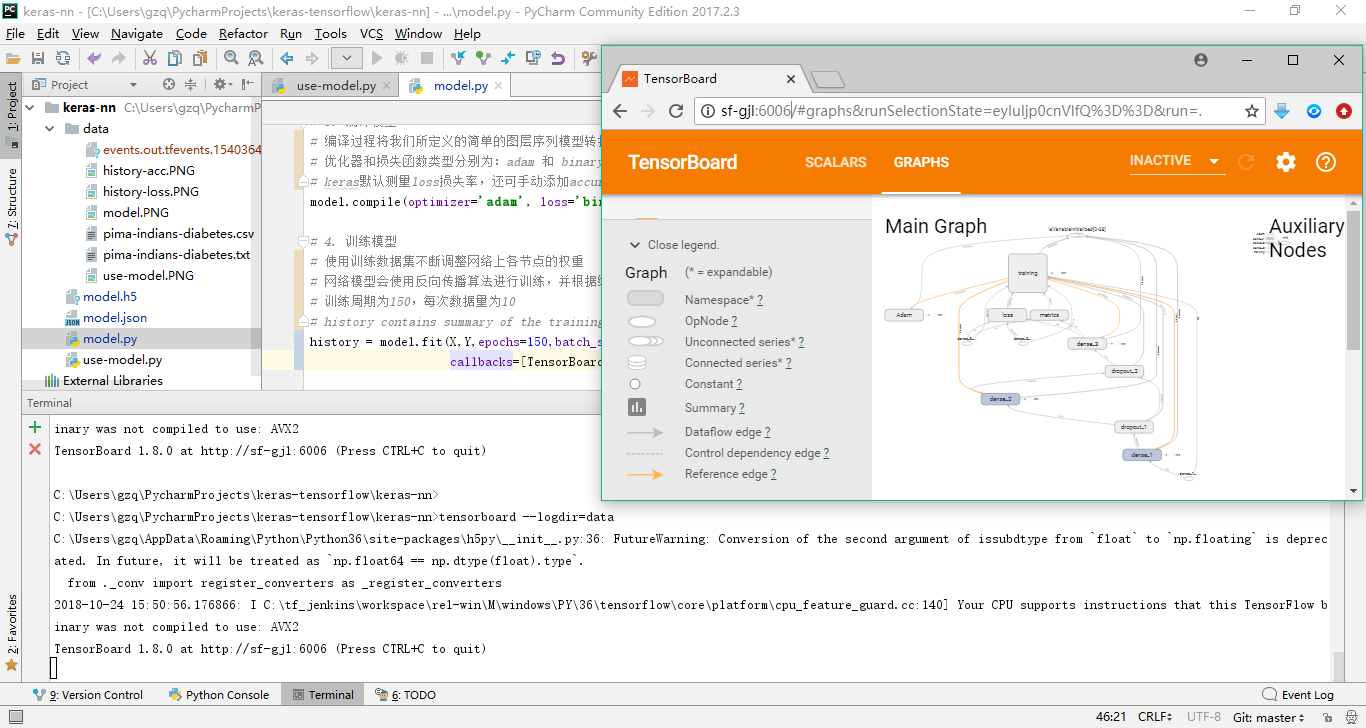 keras-nn - [C:\Users\gzq\PycharmProjects\keras-tensorflow\keras-nn] - ...\model.py - PyCharm Community Edition 2017.2.3
File Edit View Navigate Code Refactor Run Tools VCS Window Help
Project
use-model.py
model.py
1: Project
7: Structure
2: Favorites
keras-nn C:\Users\gzq\PycharmP
data
events.out.tfevents.1540364
history-acc.PNG
history-loss.PNG
model.PNG
pima-indians-diabetes.csv
pima-indians-diabetes.txt
use-model.PNG
model.h5
model.json
model.py
use-model.py
External Libraries
# 编译过程将我们所定义的简单的图层序列模型转
# 优化器和损失函数类型分别为: adam 和 binary
# keras默认测量loss损失率，还可手动添加accu
model.compile(optimizer='adam', loss='bi
# 4. 训练模型
# 使用训练数据集不断调整网络上各节点的权重
# 网络模型会使用反向传播算法进行训练，并根据
# 训练周期为150，每次数据量为10
# history contains summary of the training
history = model.fit(X,Y,epochs=150,batch_s
callbacks=[TensorBoard
TensorBoard
sf-gjl:6006/#graphs&runSelectionState=eyIuIjp0cnVlfQ%3D%3D&run=.
TensorBoard
SCALARS
GRAPHS
INACTIVE
Close legend.
Graph (* = expandable)
Namespace* ?
OpNode ?
Unconnected series* ?
Connected series* ?
Constant ?
Summary ?
Dataflow edge ?
Control dependency edge ?
Reference edge ?
Main Graph
Auxiliary
Nodes
training
Adam
loss
metrics
dense_3
dropout_2
dense_2
dropout_1
dense_1
Terminal
inary was not compiled to use: AVX2
TensorBoard 1.8.0 at http://sf-gjl:6006 (Press CTRL+C to quit)
C:\Users\gzq\PycharmProjects\keras-tensorflow\keras-nn>
C:\Users\gzq\PycharmProjects\keras-tensorflow\keras-nn>tensorboard --logdir=data
C:\Users\gzq\AppData\Roaming\Python\Python36\site-packages\h5py\__init__.py:36: FutureWarning: Conversion of the second argument of issubdtype from `float` to `np.floating` is deprec
ated. In future, it will be treated as `np.float64 == np.dtype(float).type`.
from ._conv import register_converters as _register_converters
2018-10-24 15:50:56.176866: I C:\tf_jenkins\workspace\rel-win\M\windows\PY\36\tensorflow\core\platform\cpu_feature_guard.cc:140] Your CPU supports instructions that this TensorFlow b
inary was not compiled to use: AVX2
TensorBoard 1.8.0 at http://sf-gjl:6006 (Press CTRL+C to quit)
9: Version Control
Python Console
Terminal
6: TODO
Event Log
46:21 CRLF UTF-8 Git: master